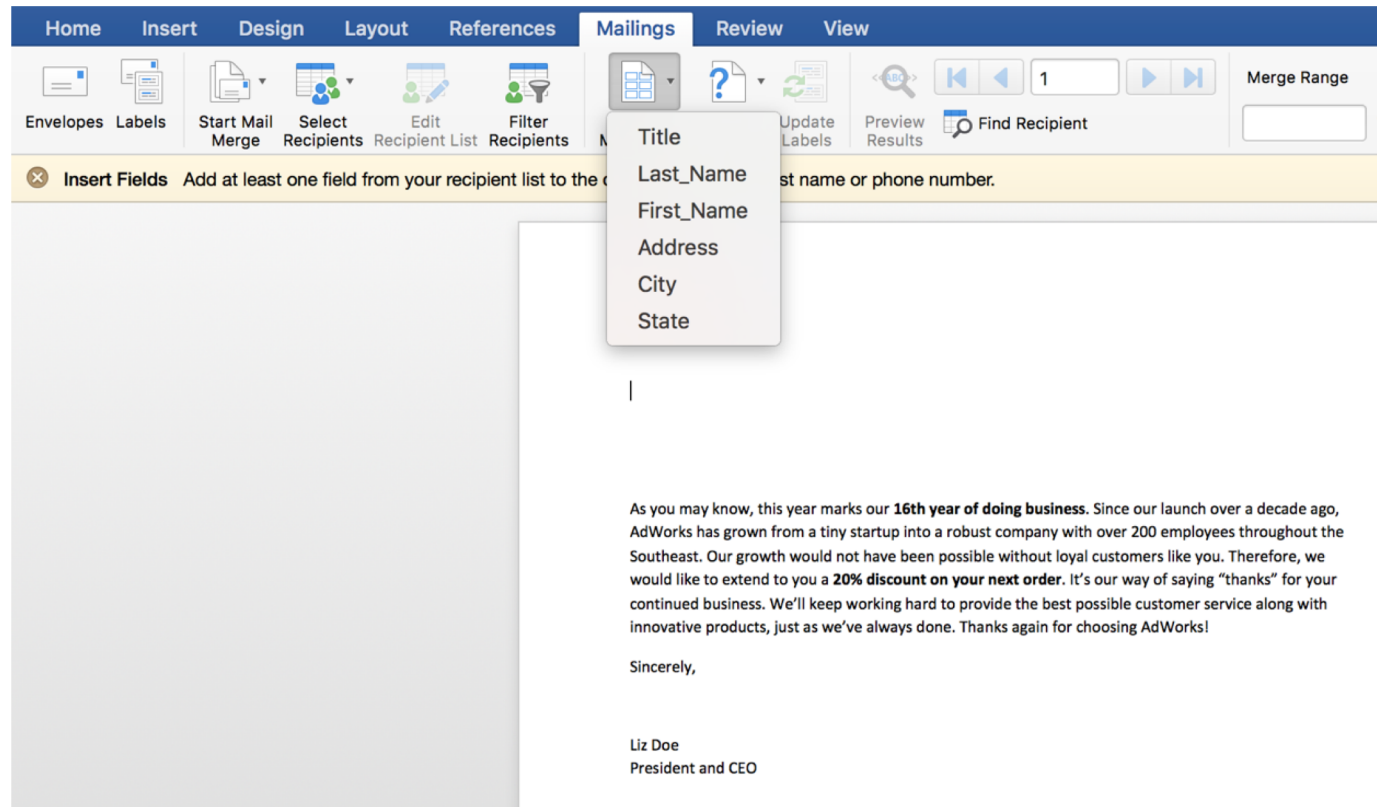 Home Insert Design Layout References Mailings Review View
Envelopes Labels Start Mail Merge Select Recipients Edit Recipient List Filter Recipients Update Labels Preview Results 1 Find Recipient Merge Range
Title
Last_Name
First_Name
Address
City
State
Insert Fields Add at least one field from your recipient list to the name or phone number.
As you may know, this year marks our 16th year of doing business. Since our launch over a decade ago,
AdWorks has grown from a tiny startup into a robust company with over 200 employees throughout the
Southeast. Our growth would not have been possible without loyal customers like you. Therefore, we
would like to extend to you a 20% discount on your next order. It’s our way of saying “thanks” for your
continued business. We’ll keep working hard to provide the best possible customer service along with
innovative products, just as we’ve always done. Thanks again for choosing AdWorks!
Sincerely,
Liz Doe
President and CEO